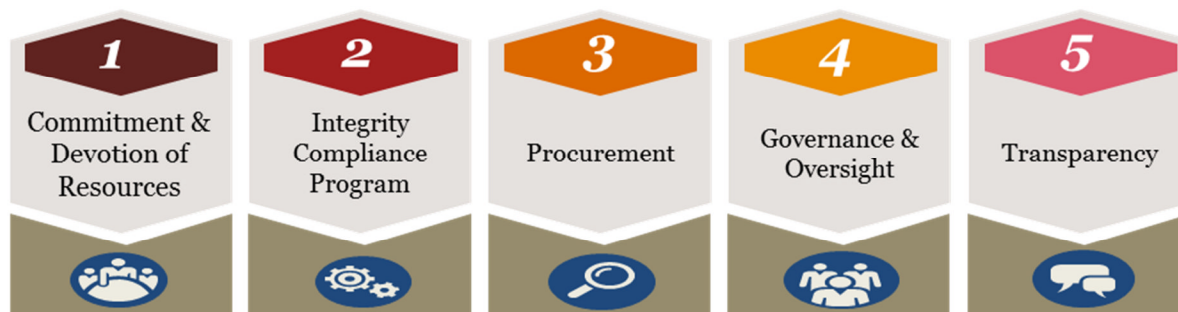 1
Commitment &
Devotion of
Resources
2
Integrity
Compliance
Program
3
Procurement
4
Governance &
Oversight
5
Transparency